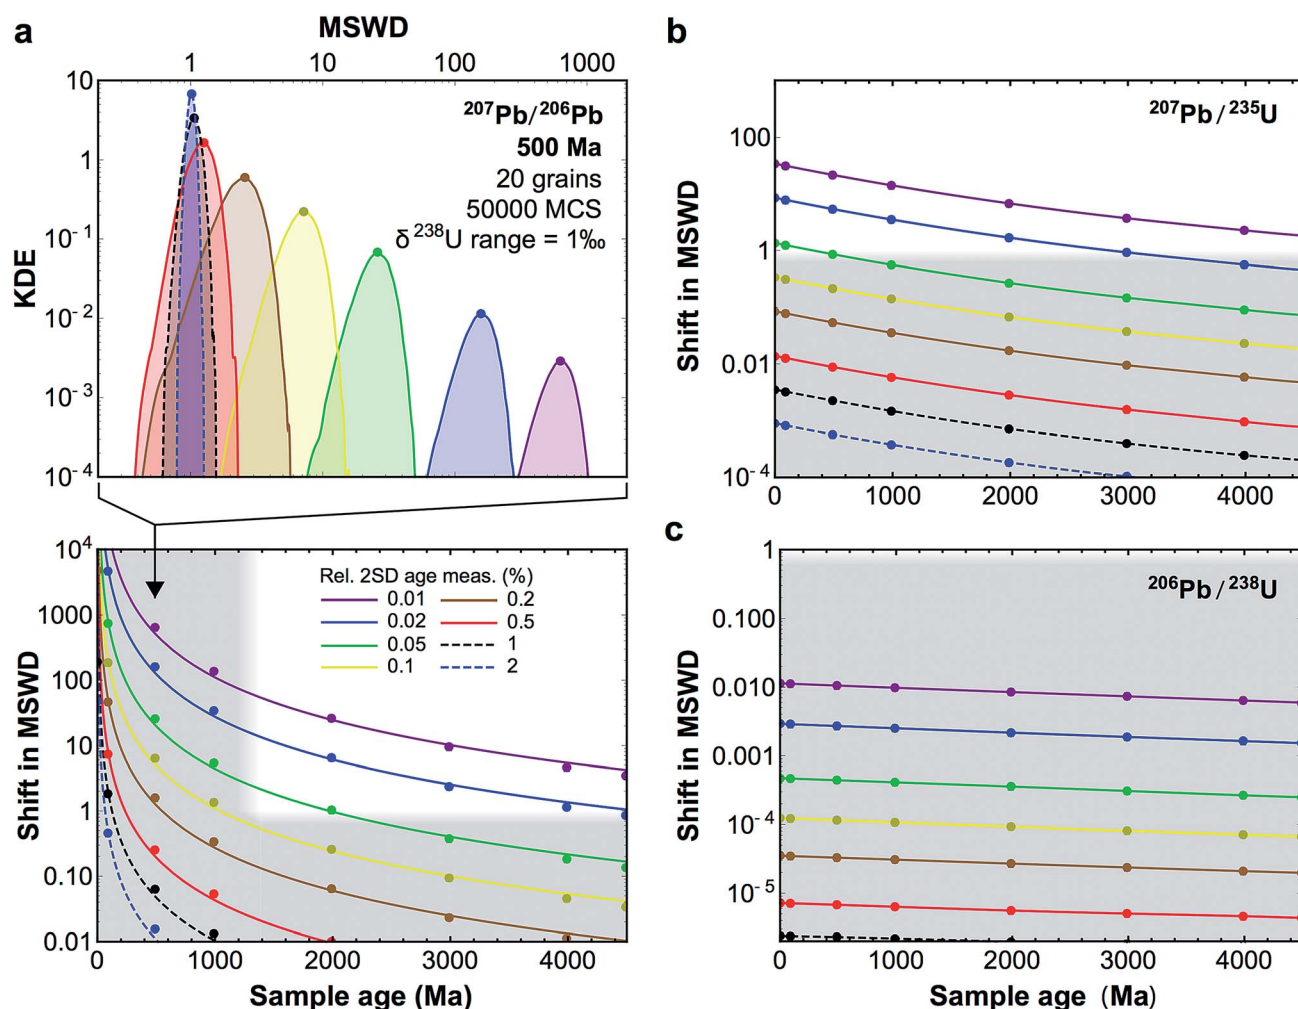 a
MSWD
1 10 100 1000
10
1
10⁻¹
10⁻²
10⁻³
10⁻⁴
KDE
²⁰⁷Pb/²⁰⁶Pb
500 Ma
20 grains
50000 MCS
δ²³⁸U range = 1‰
10⁴
1000
100
10
1
0.10
0.01
Shift in MSWD
Rel. 2SD age meas. (%)
0.01 0.2
0.02 0.5
0.05 1
0.1 2
0 1000 2000 3000 4000
Sample age (Ma)
b
²⁰⁷Pb/²³⁵U
100
1
0.01
10⁻⁴
Shift in MSWD
0 1000 2000 3000 4000
c
²⁰⁶Pb/²³⁸U
1
0.100
0.010
0.001
10⁻⁴
10⁻⁵
Shift in MSWD
0 1000 2000 3000 4000
Sample age (Ma)